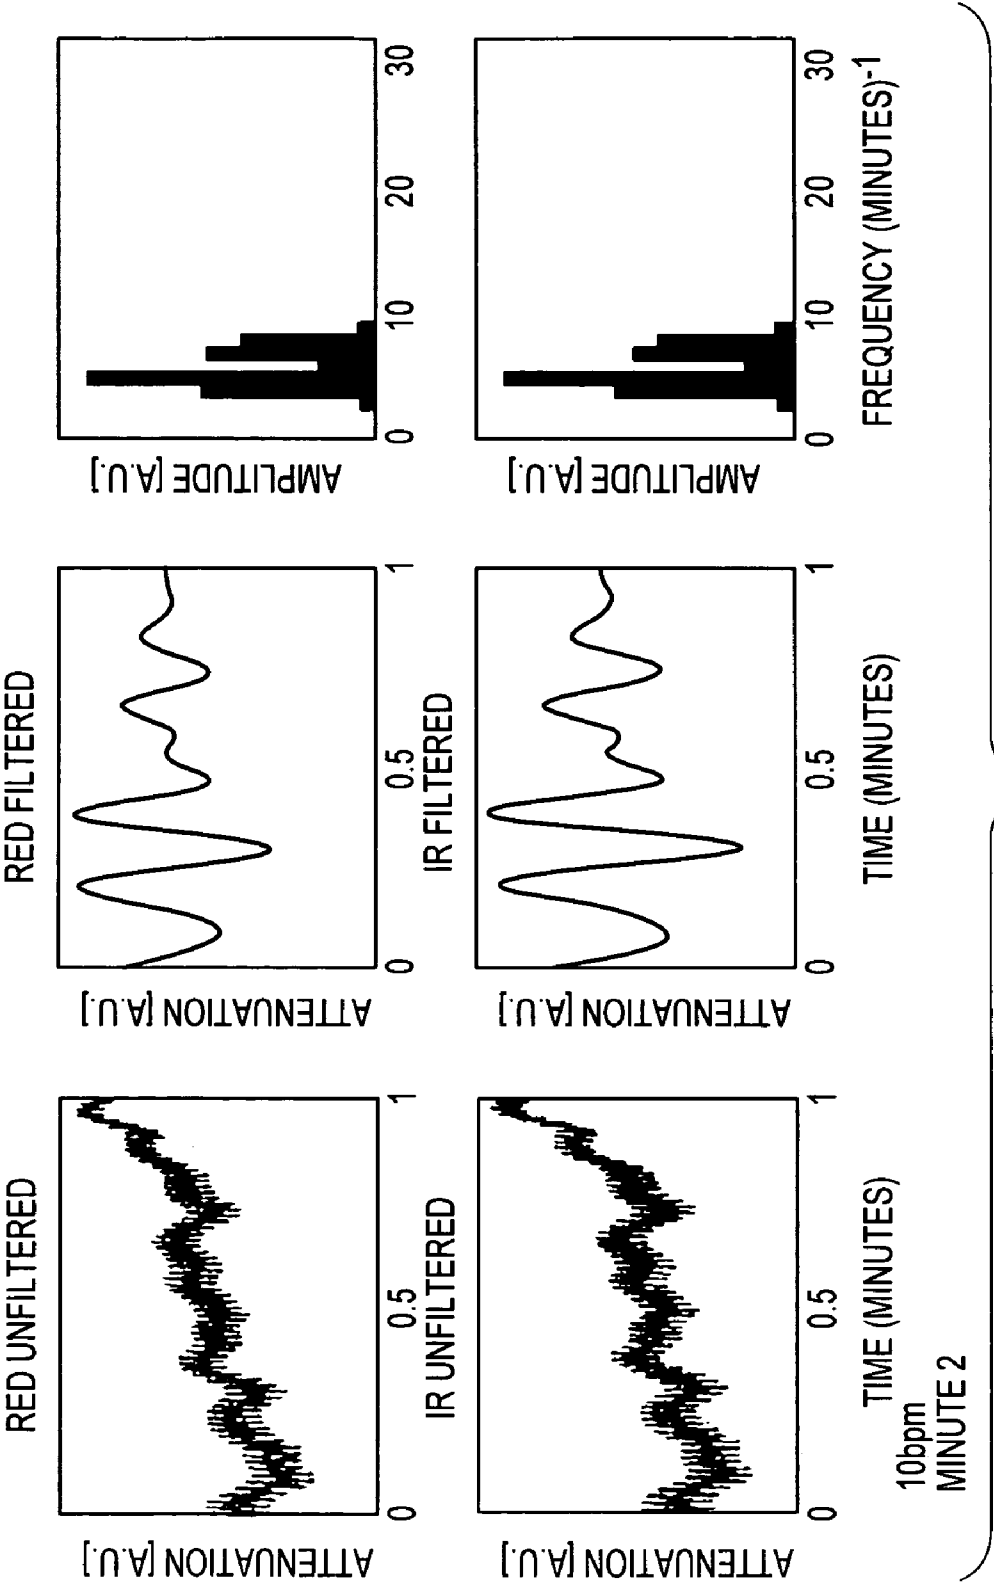 RED UNFILTERED
ATTENUATION [A.U.]
0 0.5 1
IR UNFILTERED
ATTENUATION [A.U.]
0 0.5 1
TIME (MINUTES)
10bpm
MINUTE 2
RED FILTERED
ATTENUATION [A.U.]
0 0.5 1
IR FILTERED
ATTENUATION [A.U.]
0 0.5 1
TIME (MINUTES)
AMPLITUDE [A.U.]
0 10 20 30
AMPLITUDE [A.U.]
0 10 20 30
FREQUENCY (MINUTES)-1